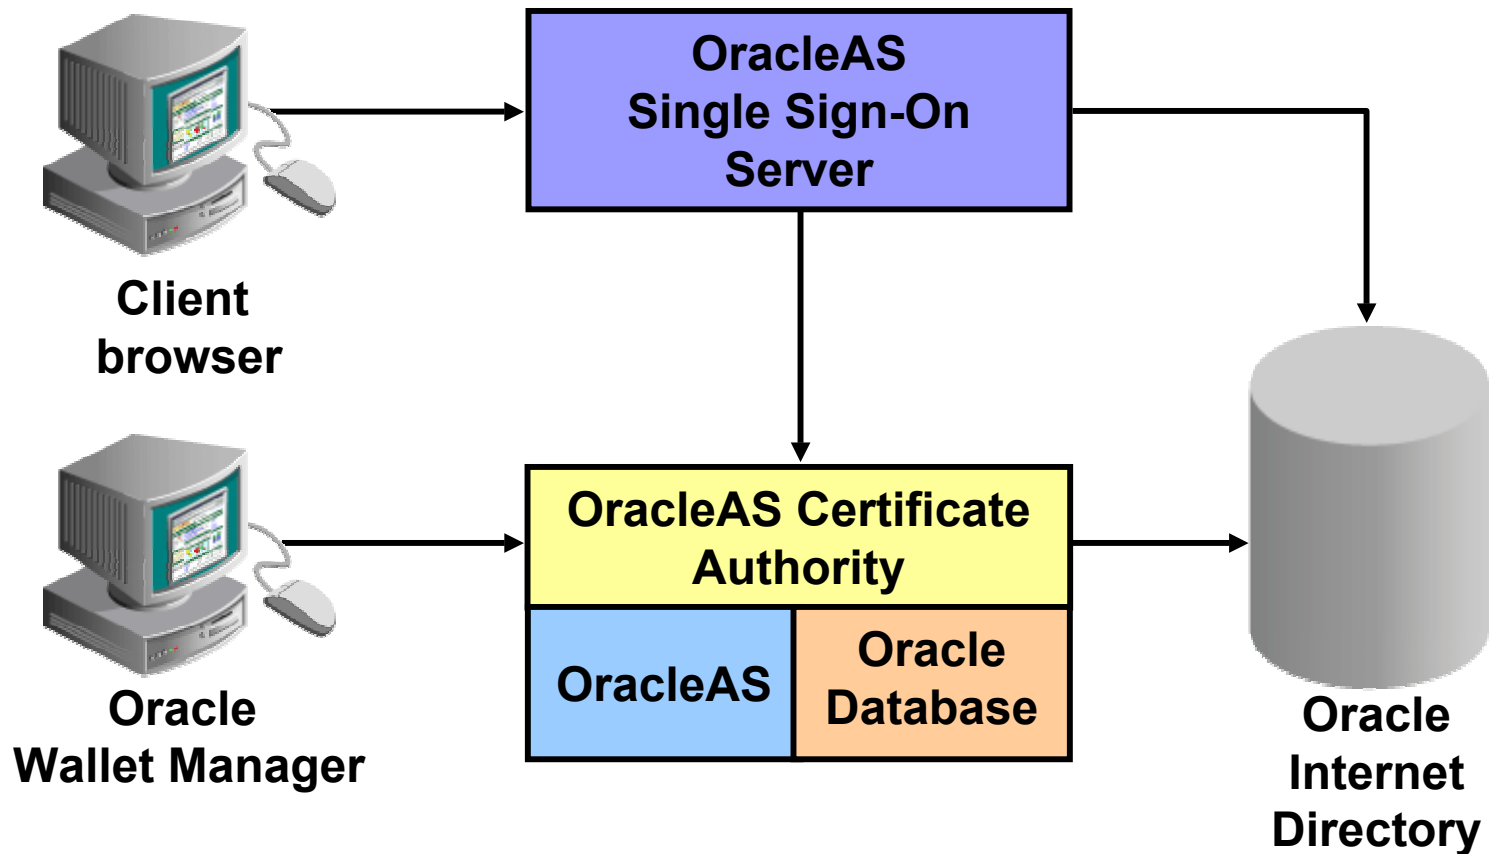 OracleAS
Single Sign-On
Server
Client
browser
OracleAS Certificate
Authority
OracleAS
Oracle
Database
Oracle
Wallet Manager
Oracle
Internet
Directory